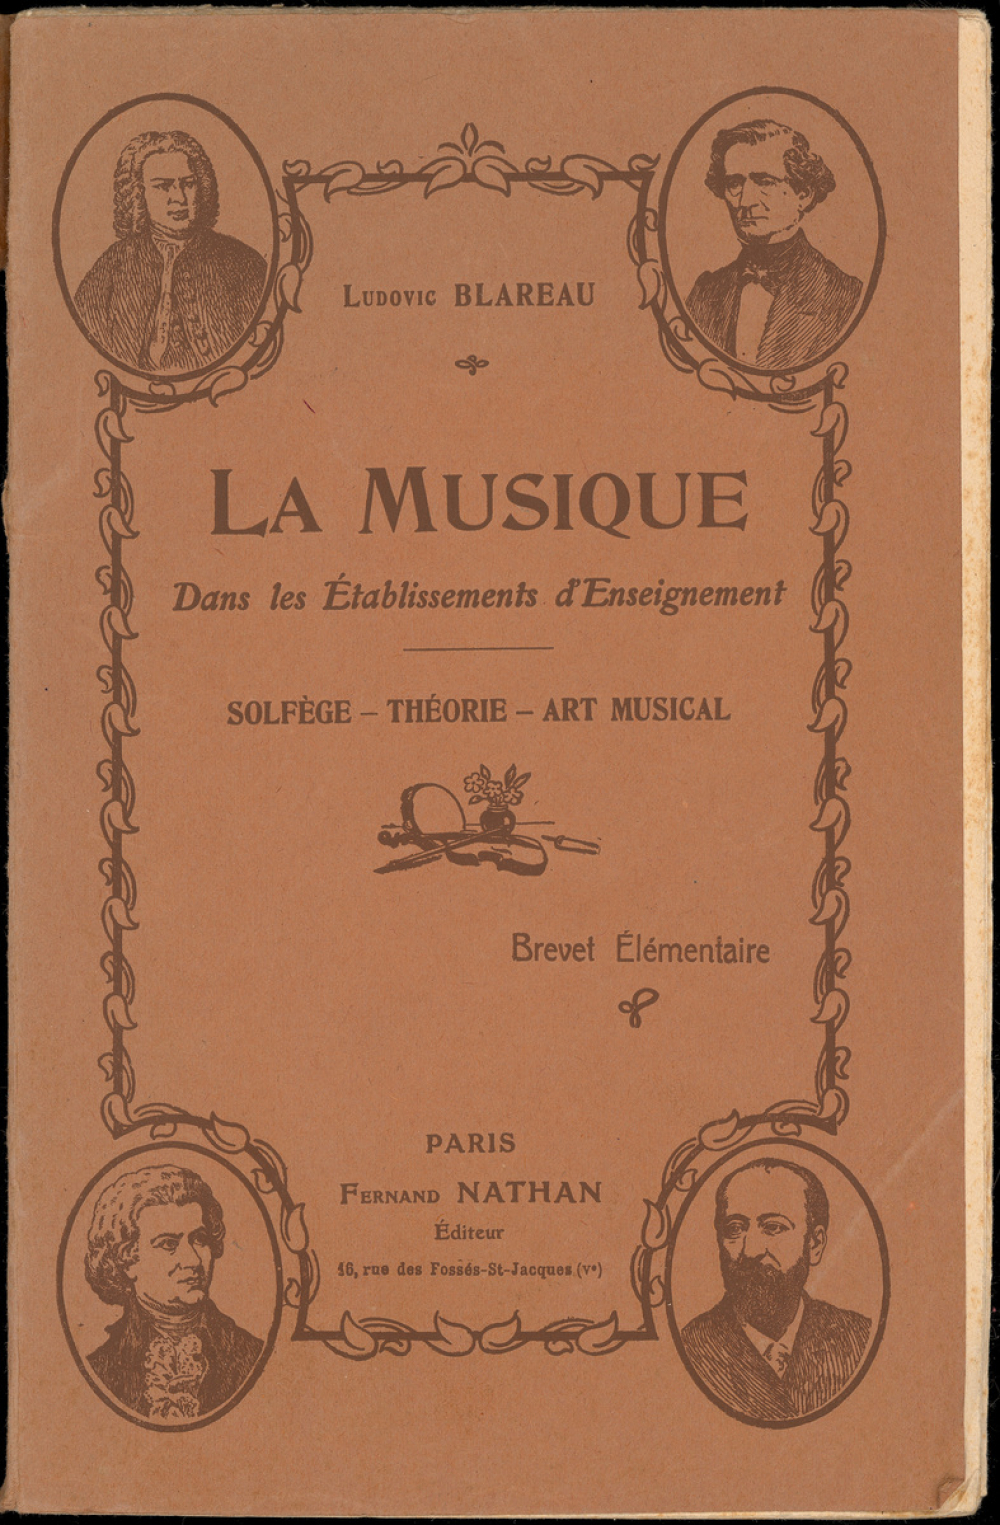 Ludovic BLAREAU
LA MUSIQUE
Dans les Établissements d'Enseignement
SOLFÈGE – THÉORIE – ART MUSICAL
Brevet Élémentaire
PARIS
Fernand NATHAN
Éditeur
16, rue des Fossés-St-Jacques (Ve)